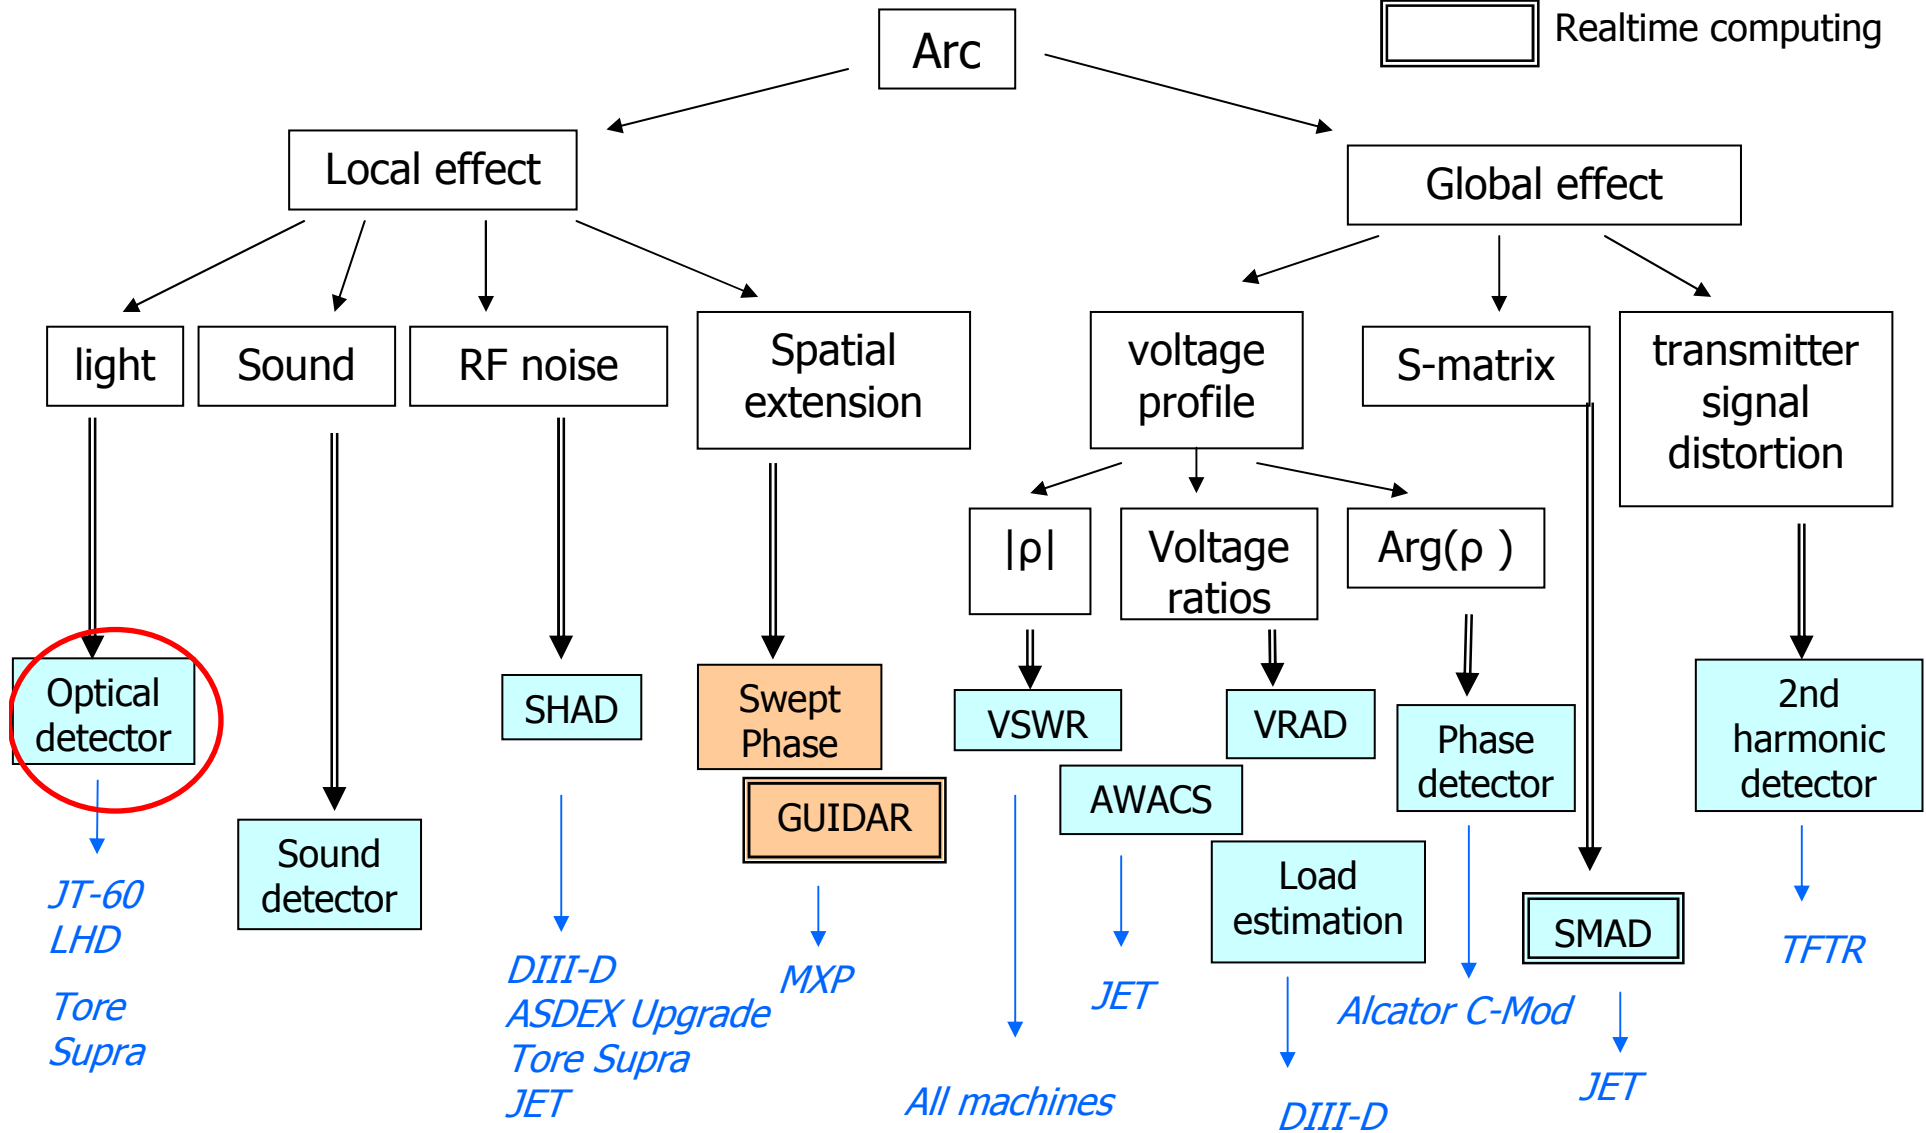 Arc
Realtime computing
Local effect
Global effect
light
Sound
RF noise
Spatial
extension
voltage
profile
S-matrix
transmitter
signal
distortion
|ρ|
Voltage
ratios
Arg(ρ )
Optical
detector
SHAD
Swept
Phase
GUIDAR
VSWR
VRAD
AWACS
Phase
detector
2nd
harmonic
detector
Sound
detector
Load
estimation
SMAD
JT-60
LHD
Tore
Supra
DIII-D
ASDEX Upgrade
Tore Supra
JET
MXP
All machines
JET
DIII-D
Alcator C-Mod
JET
TFTR